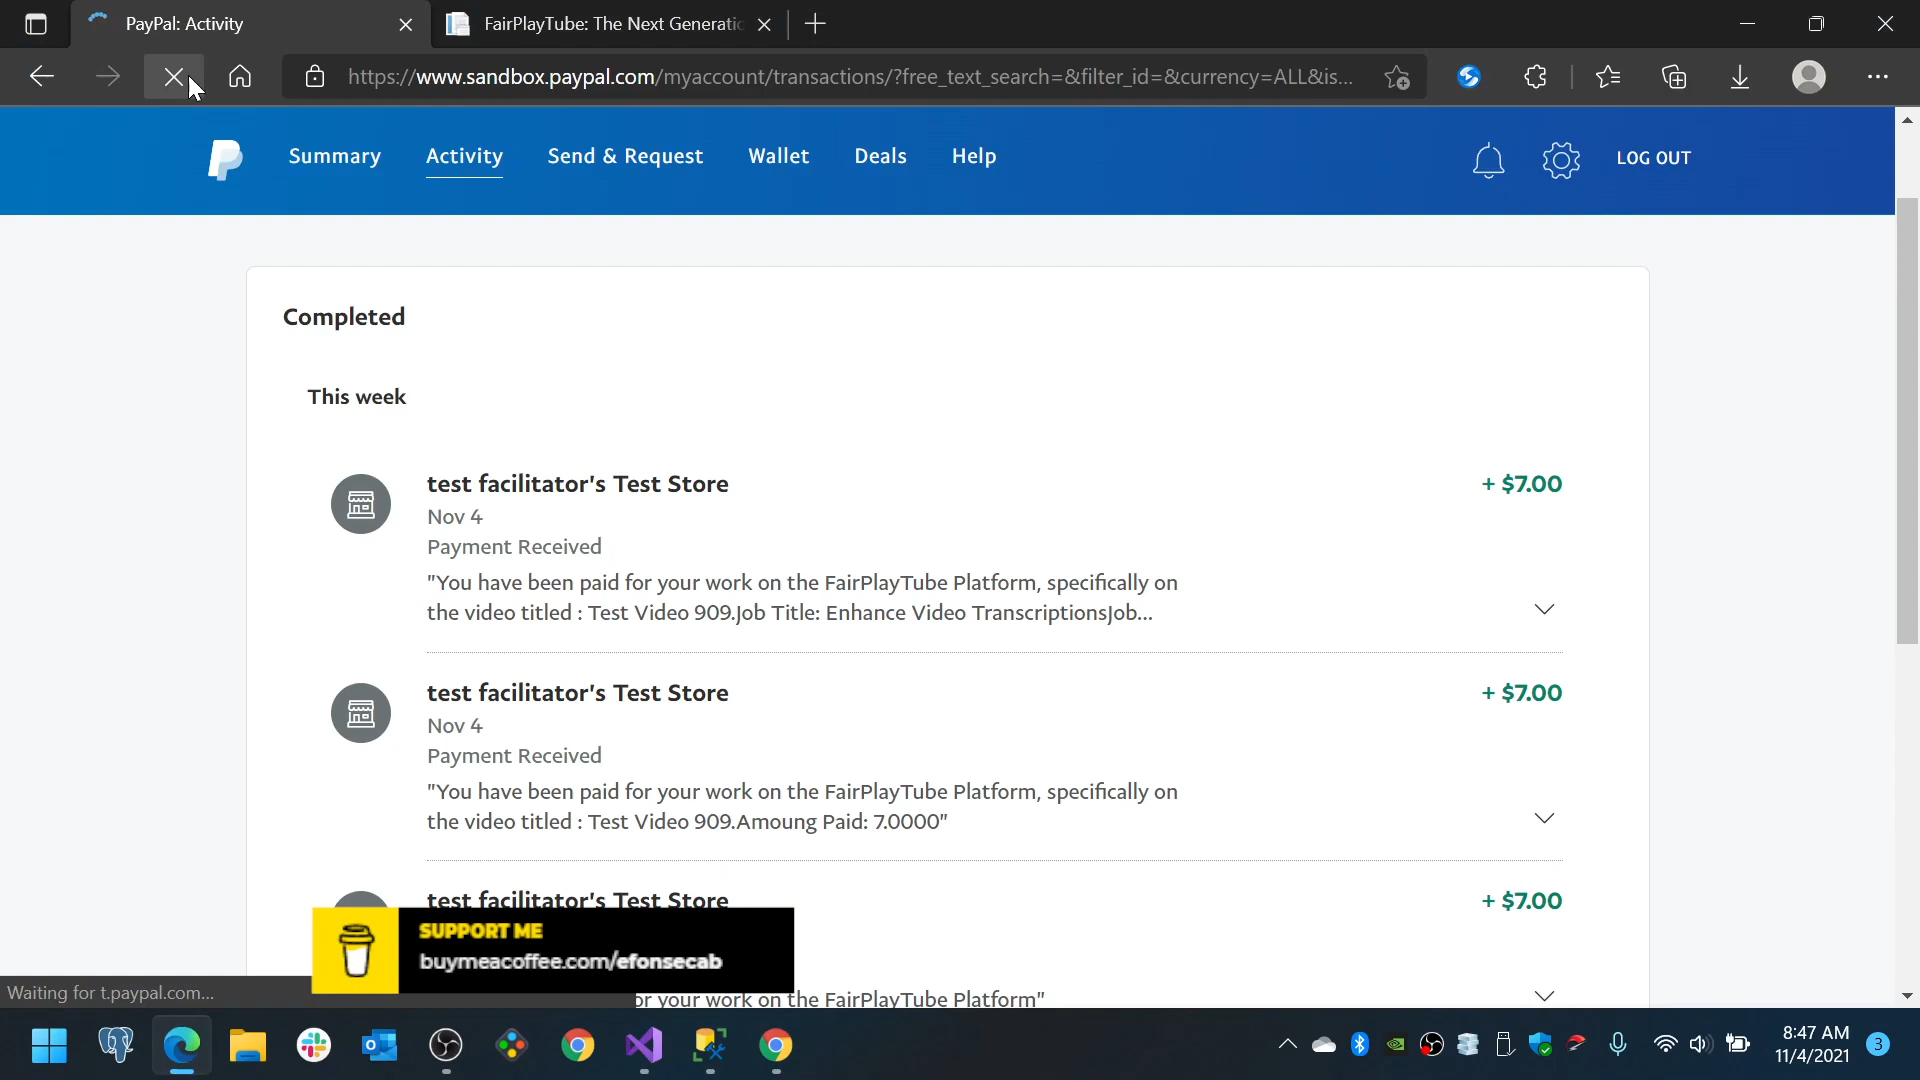 PayPal: Activity
FairPlayTube: The Next Generatic
https://www.sandbox.paypal.com/myaccount/transactions/?free_text_search=&filter_id=&currency=ALL&is...
Summary
Activity
Send & Request
Wallet
Deals
Help
LOG OUT
Completed
This week
test facilitator's Test Store
+ $7.00
Nov 4
Payment Received
"You have been paid for your work on the FairPlayTube Platform, specifically on
the video titled : Test Video 909.Job Title: Enhance Video TranscriptionsJob...
test facilitator's Test Store
+ $7.00
Nov 4
Payment Received
"You have been paid for your work on the FairPlayTube Platform, specifically on
the video titled : Test Video 909.Amoung Paid: 7.0000"
test facilitator's Test Store
+ $7.00
SUPPORT ME
buymeacoffee.com/efonsecab
Waiting for t.paypal.com...
or your work on the FairPlayTube Platform"
8:47 AM
11/4/2021
3